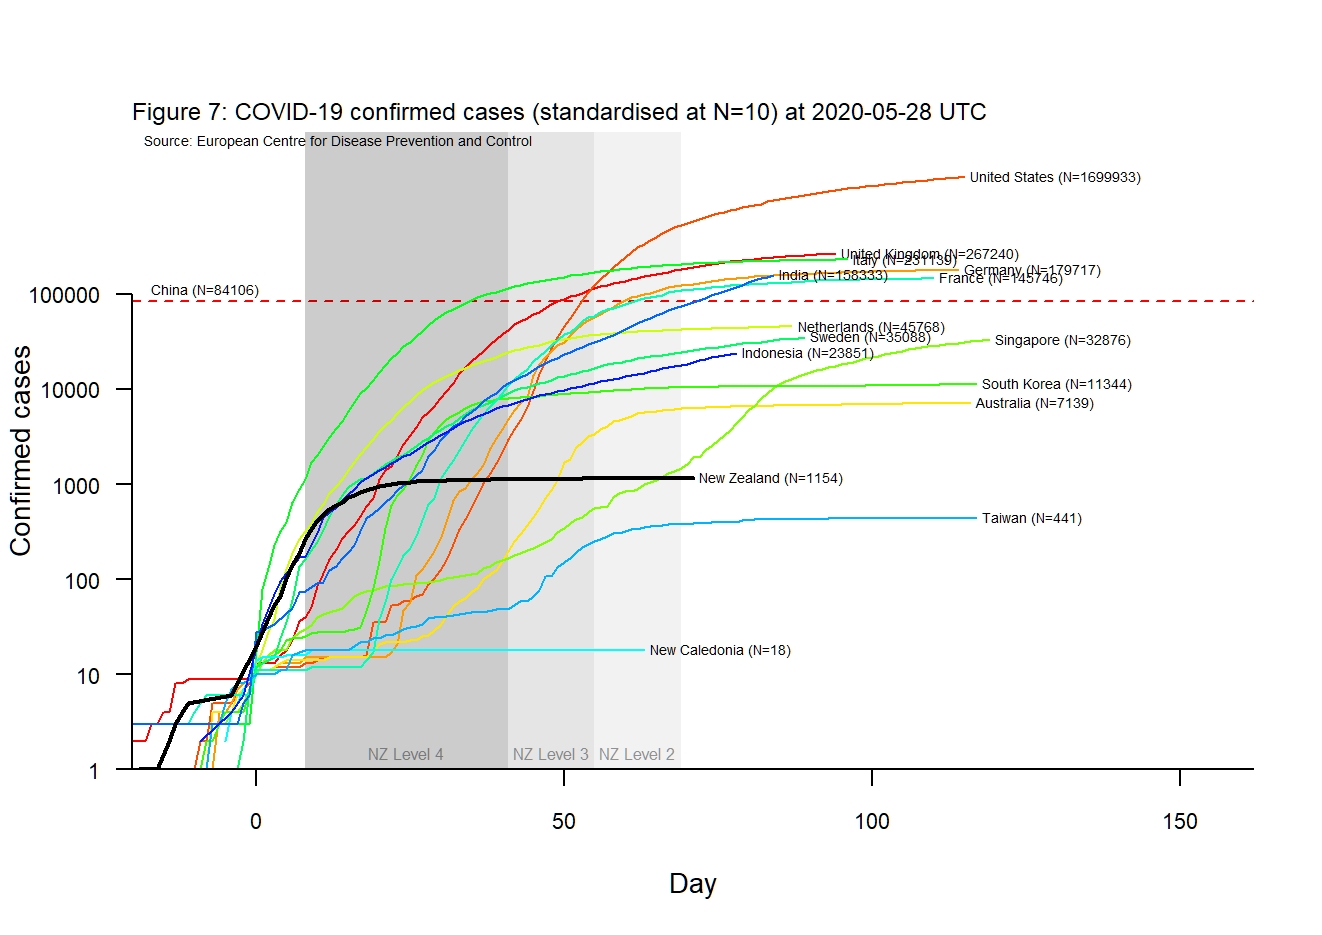 Figure 7: COVID-19 confirmed cases (standardised at N=10) at 2020-05-28 UTC
Source: European Centre for Disease Prevention and Control
United States (N=1699933)
United Kingdom (N=267240)
Italy (N=231139)
Germany (N=179717)
India (N=158333)
France (N=145746)
China (N=84106)
Netherlands (N=45768)
Sweden (N=35088)
Singapore (N=32876)
Indonesia (N=23851)
South Korea (N=11344)
Australia (N=7139)
New Zealand (N=1154)
Taiwan (N=441)
New Caledonia (N=18)
NZ Level 4
NZ Level 3
NZ Level 2
Confirmed cases
100000
10000
1000
100
10
1
0
50
100
150
Day